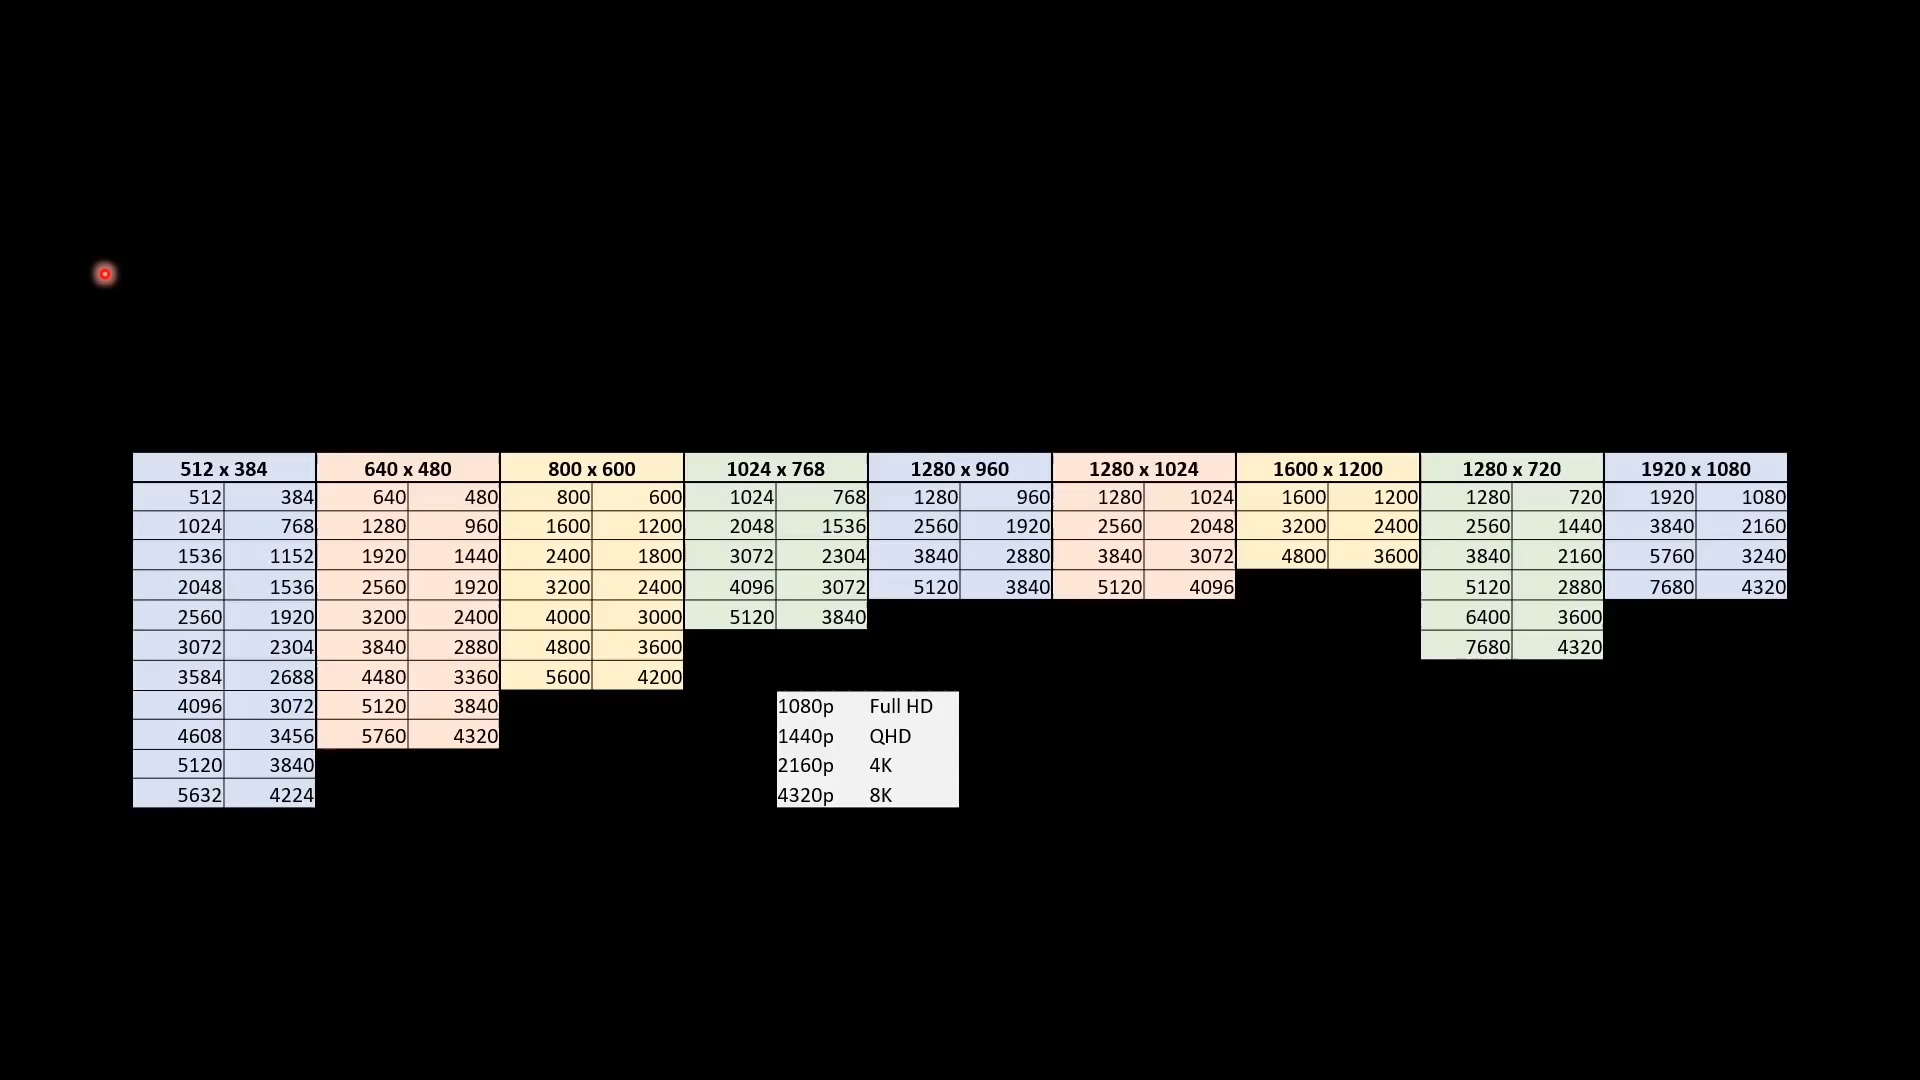 512 x 384 640 x 480 800 x 600 1024 x 768 1280 x 960 1280 x 1024 1600 x 1200 1280 x 720 1920 x 1080
512 384 640 480 800 600 1024 768 1280 960 1280 1024 1600 1200 1280 720 1920 1080
1024 768 1280 960 1600 1200 2048 1536 2560 1920 2560 2048 3200 2400 2560 1440 3840 2160
1536 1152 1920 1440 2400 1800 3072 2304 3840 2880 3840 3072 4800 3600 3840 2160 5760 3240
2048 1536 2560 1920 3200 2400 4096 3072 5120 3840 5120 4096 5120 2880 7680 4320
2560 1920 3200 2400 4000 3000 5120 3840 6400 3600
3072 2304 3840 2880 4800 3600 7680 4320
3584 2688 4480 3360 5600 4200
4096 3072 5120 3840 1080p Full HD
4608 3456 5760 4320 1440p QHD
5120 3840 2160p 4K
5632 4224 4320p 8K